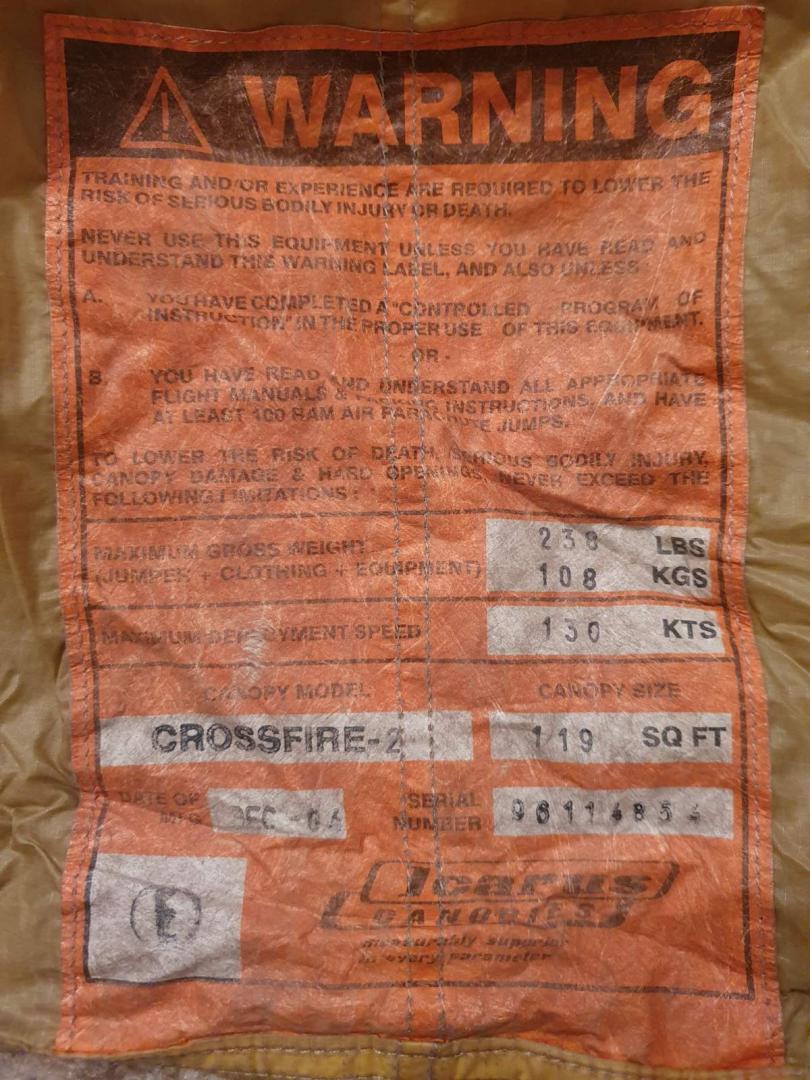 WARNING
TRAINING AND/OR EXPERIENCE ARE REQUIRED TO LOWER THE
RISK OF SERIOUS BODILY INJURY OR DEATH.
NEVER USE THIS EQUIPMENT UNLESS YOU HAVE READ AND
UNDERSTAND THIS WARNING LABEL, AND ALSO UNLESS:
A. YOU HAVE COMPLETED A "CONTROLLED PROGRAM OF
INSTRUCTION" IN THE PROPER USE OF THIS EQUIPMENT.
- OR -
B. YOU HAVE READ AND UNDERSTAND ALL APPROPRIATE
FLIGHT MANUALS & PACKING INSTRUCTIONS, AND HAVE
AT LEAST 100 RAM AIR PARACHUTE JUMPS.
TO LOWER THE RISK OF DEATH, SERIOUS BODILY INJURY,
CANOPY DAMAGE & HARD OPENINGS, NEVER EXCEED THE
FOLLOWING LIMITATIONS :
MAXIMUM GROSS WEIGHT 238 LBS
(JUMPER + CLOTHING + EQUIPMENT) 108 KGS
MAXIMUM DEPLOYMENT SPEED 130 KTS
CANOPY MODEL CANOPY SIZE
CROSSFIRE-2 119 SQ FT
DATE OF SERIAL
MFG DEC NUMBER
E
Icarus
CANOPIES
measurably superior
in every parameter